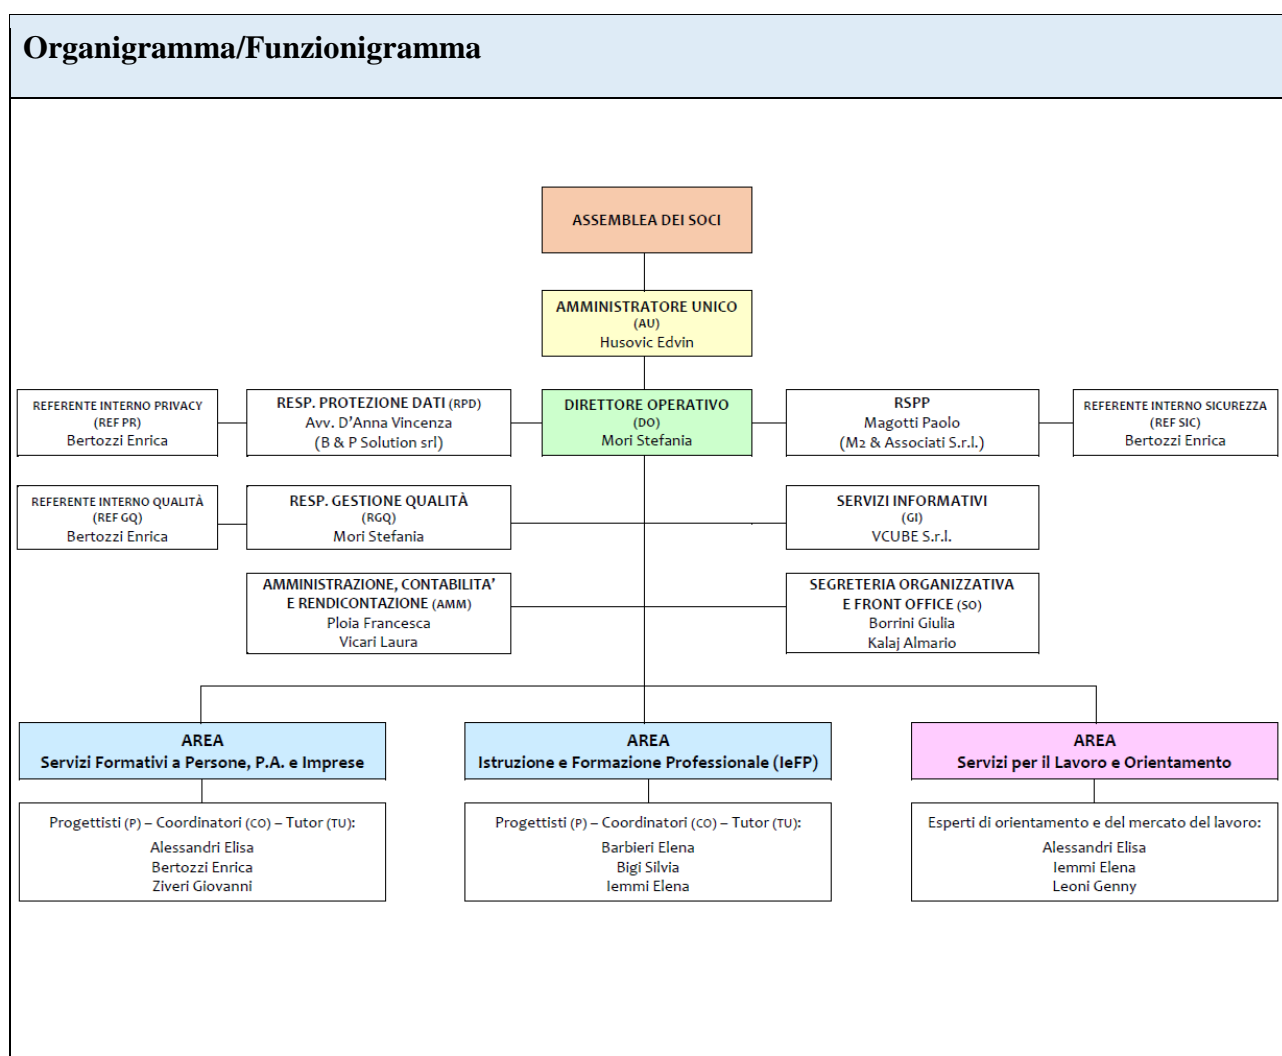 Organigramma/Funzionigramma
ASSEMBLEA DEI SOCI
AMMINISTRATORE UNICO
(AU)
Husovic Edvin
REFERENTE INTERNO PRIVACY
(REF PR)
Bertozzi Enrica
RESP. PROTEZIONE DATI (RPD)
Avv. D'Anna Vincenza
(B & P Solution srl)
DIRETTORE OPERATIVO
(DO)
Mori Stefania
RSPP
Magotti Paolo
(M2 & Associati S.r.l.)
REFERENTE INTERNO SICUREZZA
(REF SIC)
Bertozzi Enrica
REFERENTE INTERNO QUALITÀ
(REF GQ)
Bertozzi Enrica
RESP. GESTIONE QUALITÀ
(RGQ)
Mori Stefania
SERVIZI INFORMATIVI
(GI)
VCUBE S.r.l.
AMMINISTRAZIONE, CONTABILITA'
E RENDICONTAZIONE (AMM)
Ploia Francesca
Vicari Laura
SEGRETERIA ORGANIZZATIVA
E FRONT OFFICE (SO)
Borrini Giulia
Kalaj Almario
AREA
Servizi Formativi a Persone, P.A. e Imprese
AREA
Istruzione e Formazione Professionale (IeFP)
AREA
Servizi per il Lavoro e Orientamento
Progettisti (P) – Coordinatori (CO) – Tutor (TU):
Alessandri Elisa
Bertozzi Enrica
Ziveri Giovanni
Progettisti (P) – Coordinatori (CO) – Tutor (TU):
Barbieri Elena
Bigi Silvia
Iemmi Elena
Esperti di orientamento e del mercato del lavoro:
Alessandri Elisa
Iemmi Elena
Leoni Genny